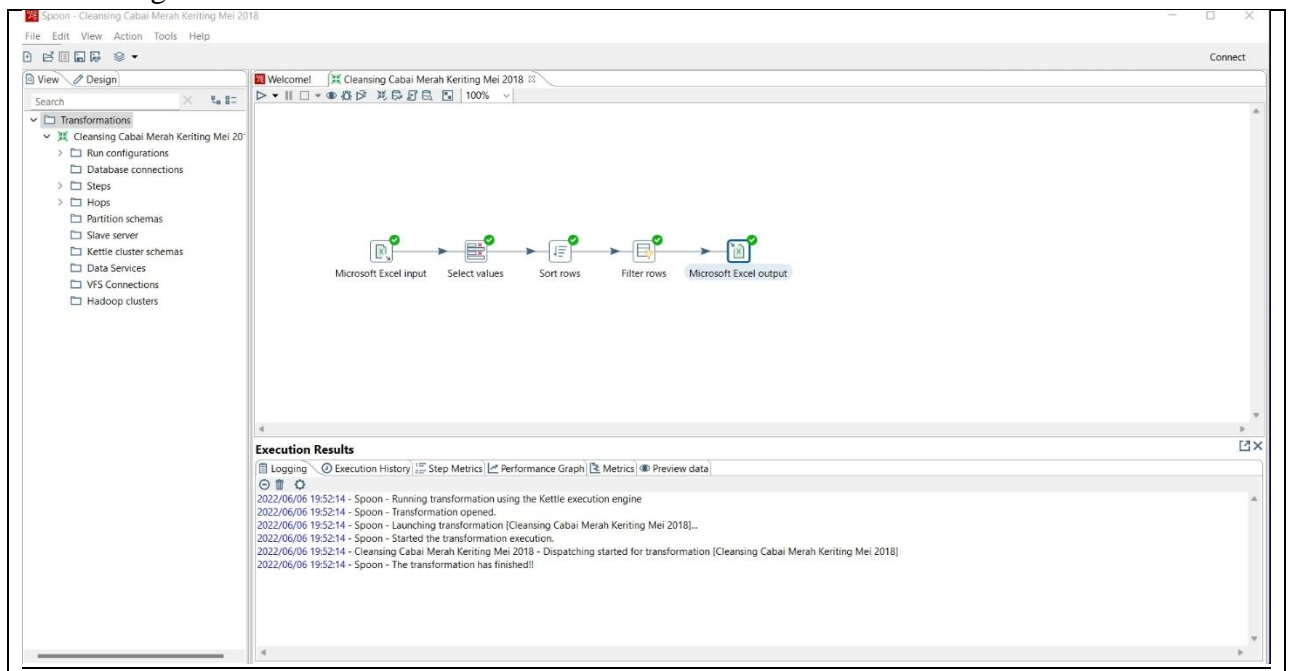 Spoon - Cleansing Cabai Merah Keriting Mei 2018
File Edit View Action Tools Help
Connect
View Design
Welcome! Cleansing Cabai Merah Keriting Mei 2018
Search
100%
Transformations
Cleansing Cabai Merah Keriting Mei 20
Run configurations
Database connections
Steps
Hops
Partition schemas
Slave server
Kettle cluster schemas
Data Services
VFS Connections
Hadoop clusters
Microsoft Excel input Select values Sort rows Filter rows Microsoft Excel output
Execution Results
Logging Execution History Step Metrics Performance Graph Metrics Preview data
2022/06/06 19:52:14 - Spoon - Running transformation using the Kettle execution engine
2022/06/06 19:52:14 - Spoon - Transformation opened.
2022/06/06 19:52:14 - Spoon - Launching transformation [Cleansing Cabai Merah Keriting Mei 2018]...
2022/06/06 19:52:14 - Spoon - Started the transformation execution.
2022/06/06 19:52:14 - Cleansing Cabai Merah Keriting Mei 2018 - Dispatching started for transformation [Cleansing Cabai Merah Keriting Mei 2018]
2022/06/06 19:52:14 - Spoon - The transformation has finished!!